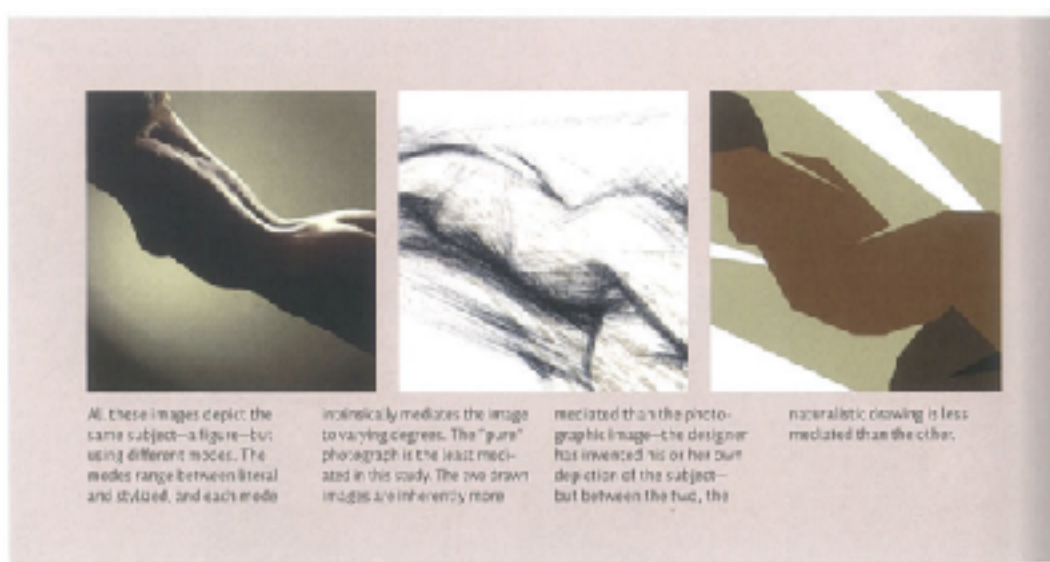 All these images depict the
same subject—a figure—but
using different modes. The
modes range between literal
and stylized, and each mode
intrinsically mediates the image
to varying degrees. The "pure"
photograph is the least medi-
ated in this study. The two drawn
images are inherently more
mediated than the photo-
graphic image—the designer
has invented his or her own
depiction of the subject—
but between the two, the
naturalistic drawing is less
mediated than the other.